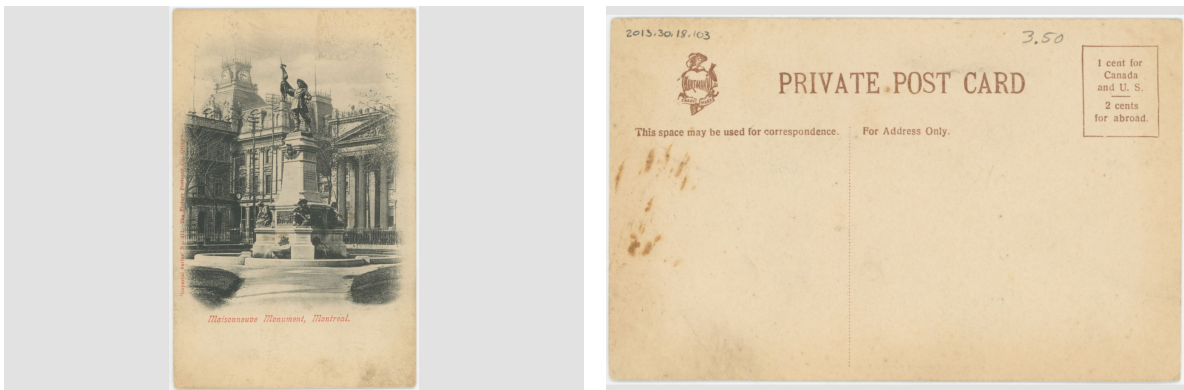 Maisonneuve Monument, Montreal.
2013.30.18.103
3.50
PRIVATE POST CARD
1 cent for
Canada
and U. S.
2 cents
for abroad.
This space may be used for correspondence.
For Address Only.